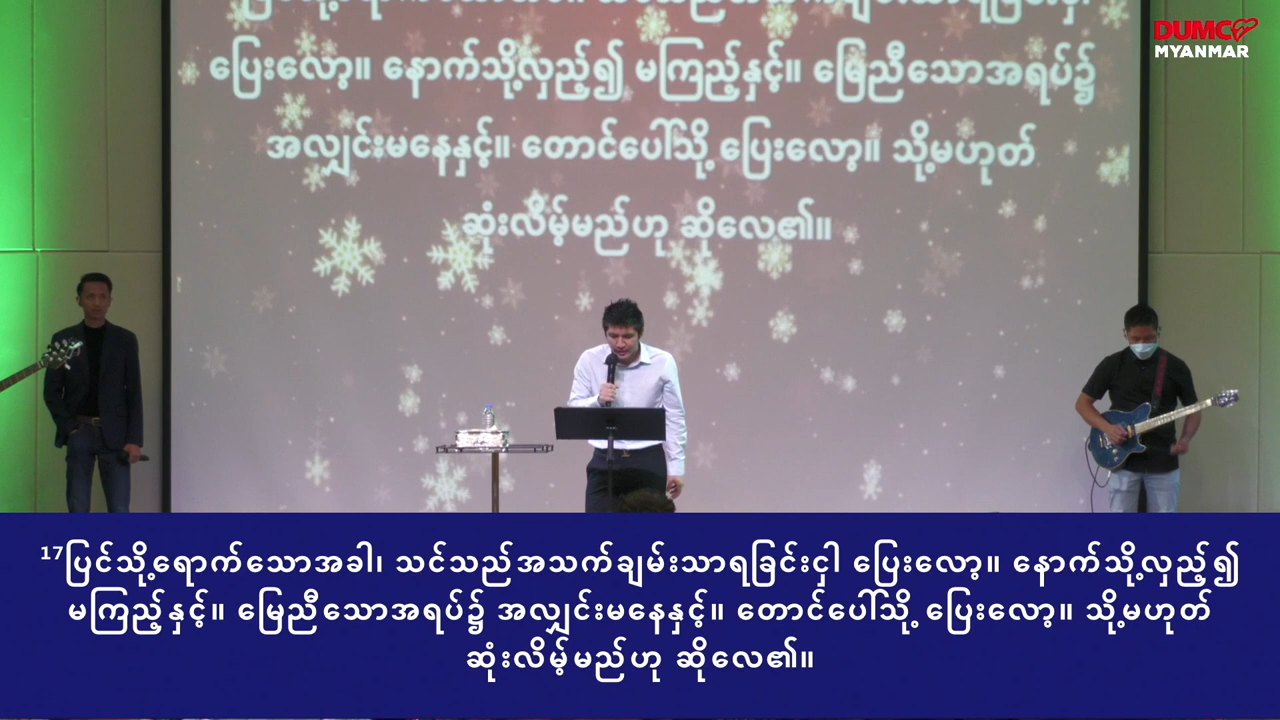 DUMC
MYANMAR
ပြေးလော့။ နောက်သို့လှည့်၍ မကြည့်နှင့်။ မြေညီသောအရပ်၌
အလျှင်းမနေနှင့်။ တောင်ပေါ်သို့ ပြေးလော့။ သို့မဟုတ်
ဆုံးလိမ့်မည်ဟု ဆိုလေ၏။
17ပြင်သို့ရောက်သောအခါ၊ သင်သည်အသက်ချမ်းသာရခြင်းငှါ ပြေးလော့။ နောက်သို့လှည့်၍
မကြည့်နှင့်။ မြေညီသောအရပ်၌ အလျှင်းမနေနှင့်။ တောင်ပေါ်သို့ ပြေးလော့။ သို့မဟုတ်
ဆုံးလိမ့်မည်ဟု ဆိုလေ၏။